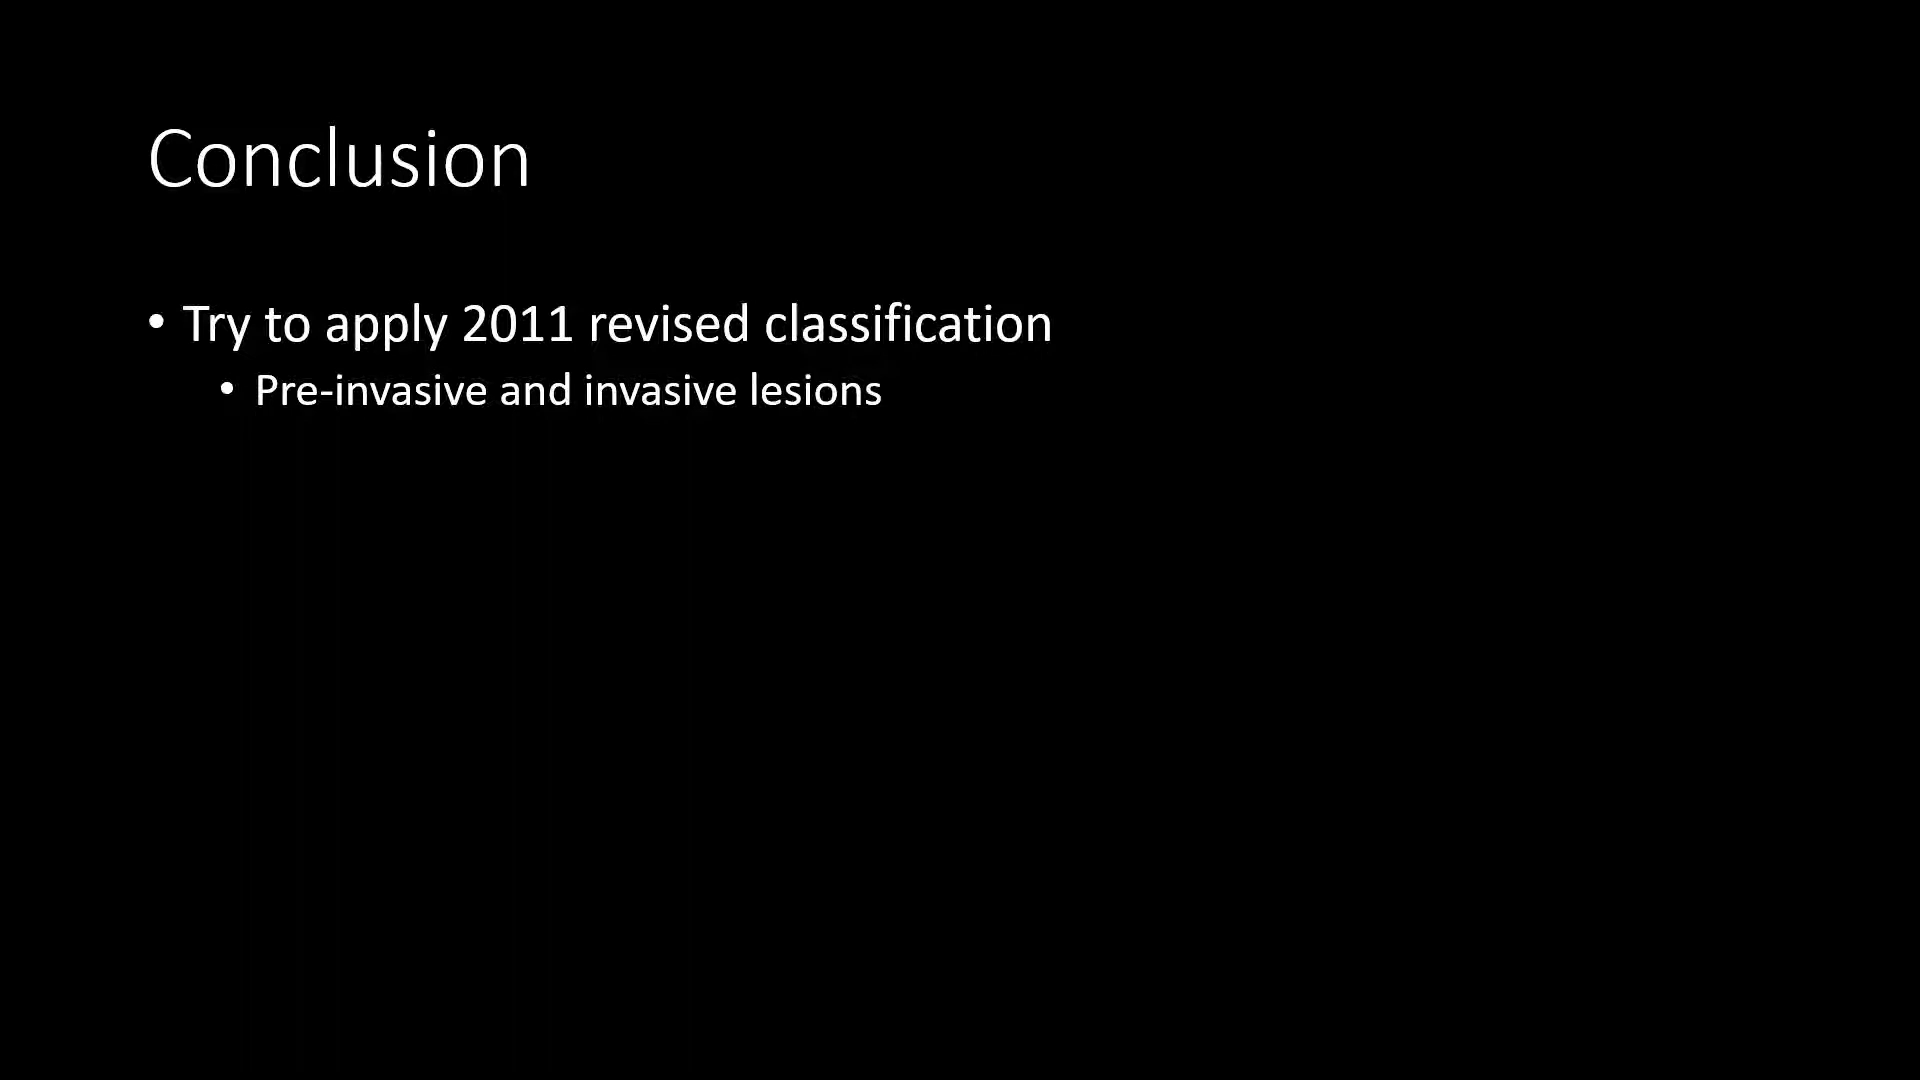 Conclusion
• Try to apply 2011 revised classification
• Pre-invasive and invasive lesions